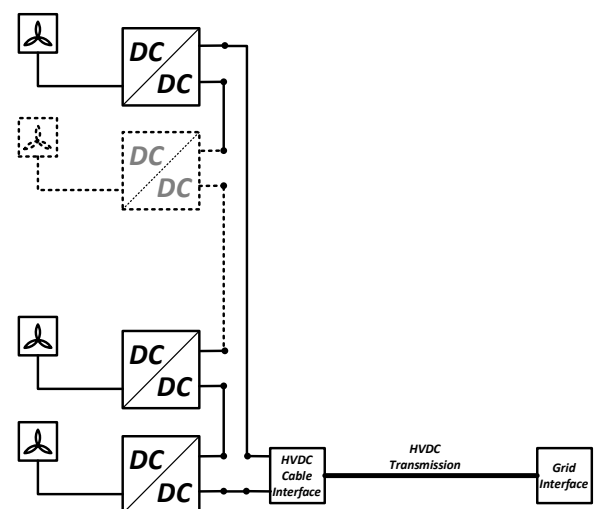 DC
DC
DC
DC
DC
DC
DC
DC
HVDC
Cable
Interface
HVDC
Transmission
Grid
Interface